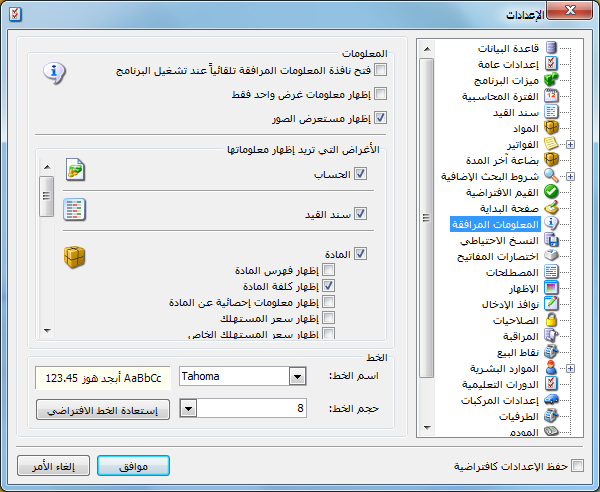 الإعدادات
قاعدة البيانات
إعدادات عامة
ميزات البرنامج
الفترة المحاسبية
سند القيد
المواد
الفواتير
بضاعة آخر المدة
شروط البحث الإضافية
القيم الافتراضية
صفحة البداية
المعلومات المرافقة
النسخ الاحتياطي
اختصارات المفاتيح
المصطلحات
الإظهار
نوافذ الإدخال
الصلاحيات
المراقبة
نقاط البيع
الموارد البشرية
الدورات التعليمية
إعدادات المركبات
الطرفيات
المعلومات
فتح نافذة المعلومات المرافقة تلقائياً عند تشغيل البرنامج
إظهار معلومات غرض واحد فقط
إظهار مستعرض الصور
الأغراض التي تريد إظهار معلوماتها
الحساب
سند القيد
المادة
إظهار فهرس المادة
إظهار كلفة المادة
إظهار معلومات إحصائية عن المادة
إظهار سعر المستهلك
إظهار سعر المستهلك الخاص
الخط
اسم الخط: Tahoma AaBbCc أبجد هوز 123.45
حجم الخط: 8 إستعادة الخط الافتراضي
حفظ الإعدادات كافتراضية
موافق إلغاء الأمر